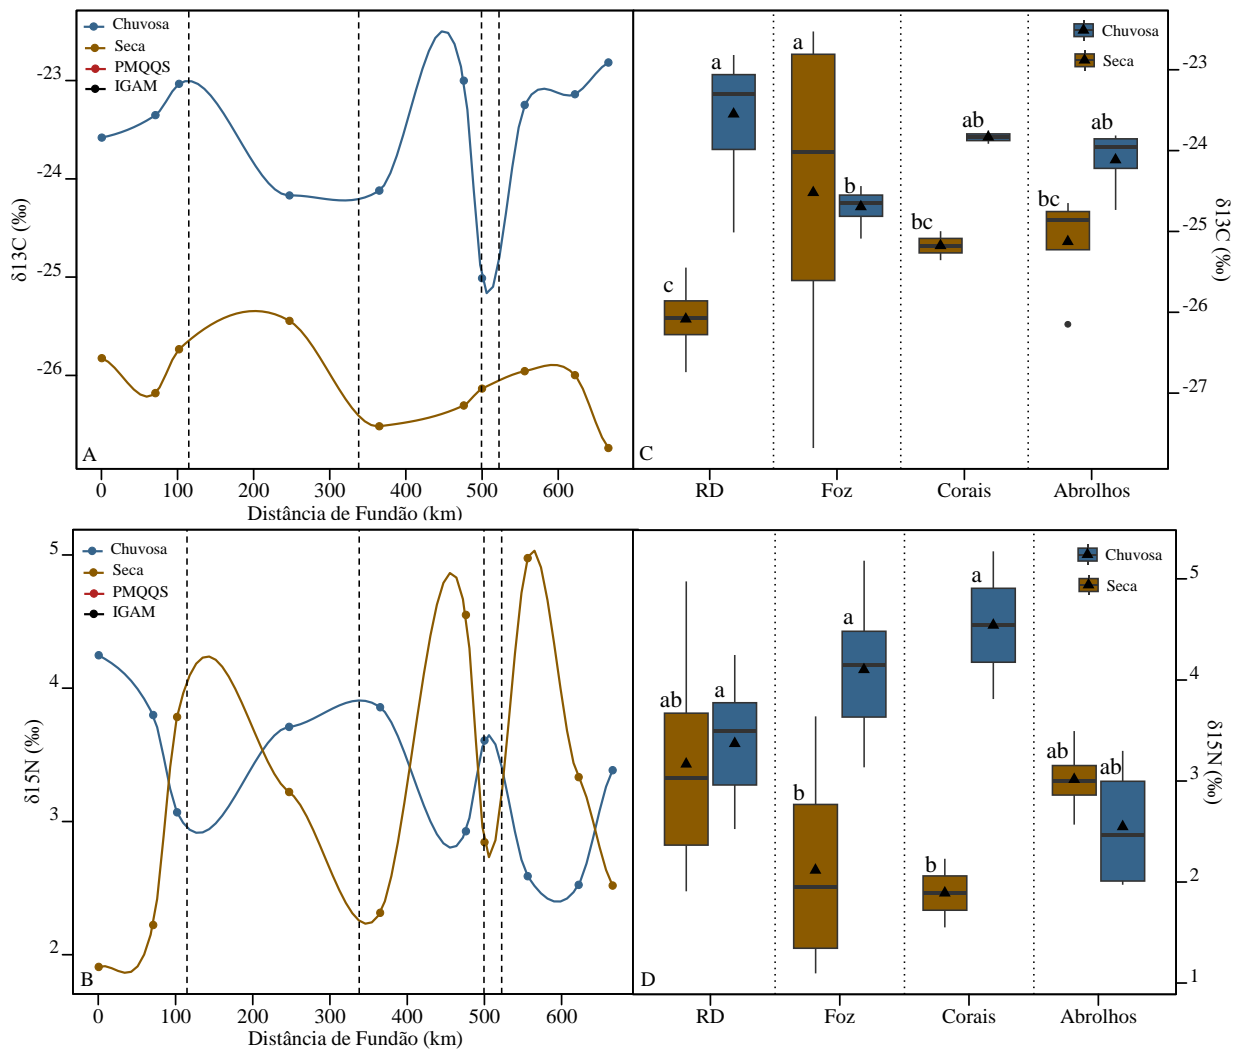 Chuvosa
Seca
PMQQS
IGAM
-23
-24
-25
-26
δ13C (‰)
A
0 100 200 300 400 500 600
Distância de Fundão (km)
Chuvosa
Seca
a
a
ab
ab
b
bc
bc
c
-23
-24
-25
-26
-27
δ13C (‰)
C
RD Foz Corais Abrolhos
Chuvosa
Seca
PMQQS
IGAM
5
4
3
2
δ15N (‰)
B
0 100 200 300 400 500 600
Distância de Fundão (km)
Chuvosa
Seca
a
a
ab
a
ab
ab
b
b
5
4
3
2
1
δ15N (‰)
D
RD Foz Corais Abrolhos